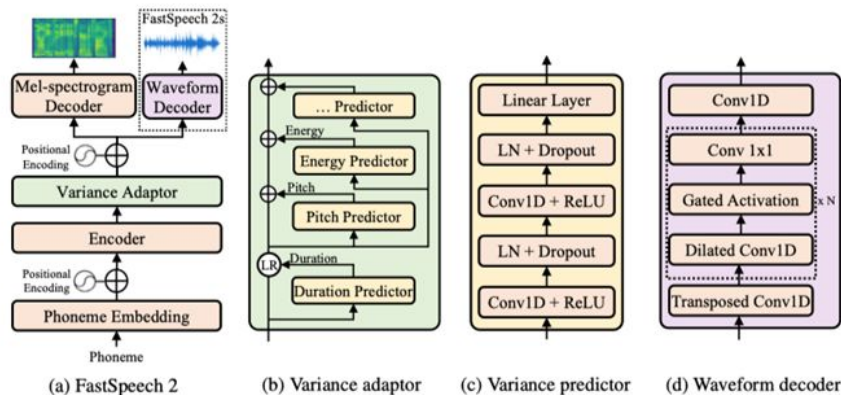 FastSpeech 2s
Mel-spectrogram
Decoder
Waveform
Decoder
Positional
Encoding
Variance Adaptor
Encoder
Positional
Encoding
Phoneme Embedding
Phoneme
(a) FastSpeech 2
... Predictor
Energy
Energy Predictor
Pitch
Pitch Predictor
LR
Duration
Duration Predictor
(b) Variance adaptor
Linear Layer
LN + Dropout
Conv1D + ReLU
LN + Dropout
Conv1D + ReLU
(c) Variance predictor
Conv1D
Conv 1x1
Gated Activation
x N
Dilated Conv1D
Transposed Conv1D
(d) Waveform decoder